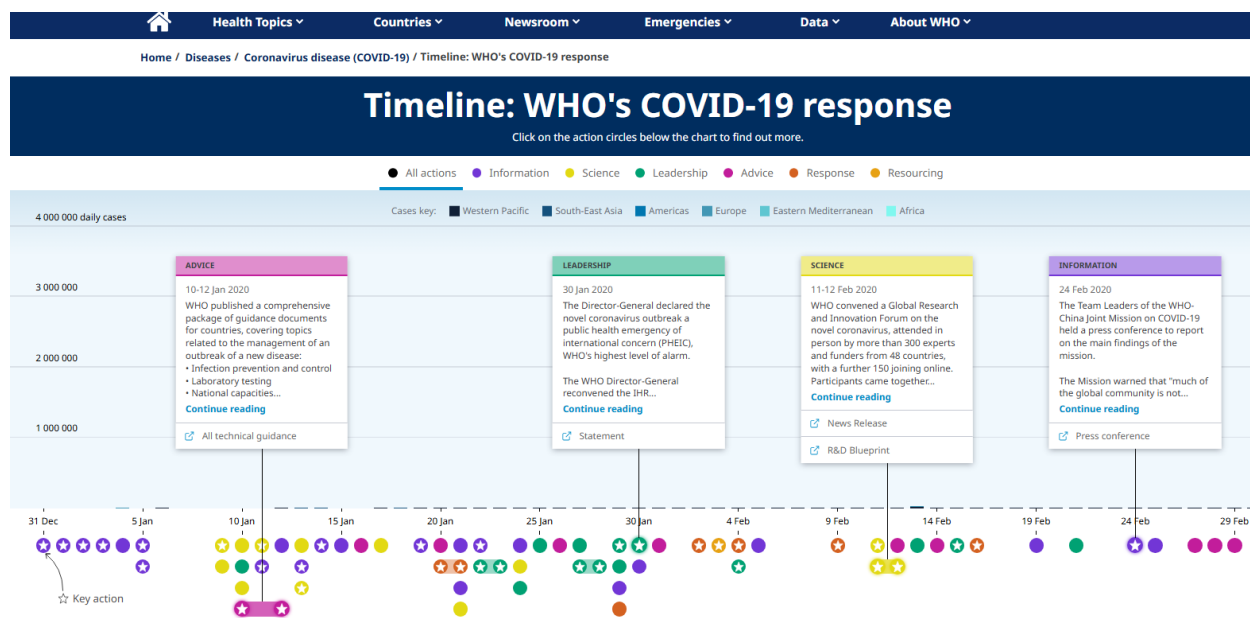 Health Topics
Countries
Newsroom
Emergencies
Data
About WHO
Home / Diseases / Coronavirus disease (COVID-19) / Timeline: WHO's COVID-19 response
Timeline: WHO's COVID-19 response
Click on the action circles below the chart to find out more.
All actions
Information
Science
Leadership
Advice
Response
Resourcing
Cases key:
Western Pacific
South-East Asia
Americas
Europe
Eastern Mediterranean
Africa
4 000 000 daily cases
3 000 000
2 000 000
1 000 000
ADVICE
10-12 Jan 2020
WHO published a comprehensive
package of guidance documents
for countries, covering topics
related to the management of an
outbreak of a new disease:
• Infection prevention and control
• Laboratory testing
• National capacities...
Continue reading
All technical guidance
LEADERSHIP
30 Jan 2020
The Director-General declared the
novel coronavirus outbreak a
public health emergency of
international concern (PHEIC),
WHO's highest level of alarm.
The WHO Director-General
reconvened the IHR...
Continue reading
Statement
SCIENCE
11-12 Feb 2020
WHO convened a Global Research
and Innovation Forum on the
novel coronavirus, attended in
person by more than 300 experts
and funders from 48 countries,
with a further 150 joining online.
Participants came together...
Continue reading
News Release
R&D Blueprint
INFORMATION
24 Feb 2020
The Team Leaders of the WHO-
China Joint Mission on COVID-19
held a press conference to report
on the main findings of the
mission.
The Mission warned that "much of
the global community is not...
Continue reading
Press conference
31 Dec
5 Jan
10 Jan
15 Jan
20 Jan
25 Jan
30 Jan
4 Feb
9 Feb
14 Feb
19 Feb
24 Feb
29 Feb
Key action